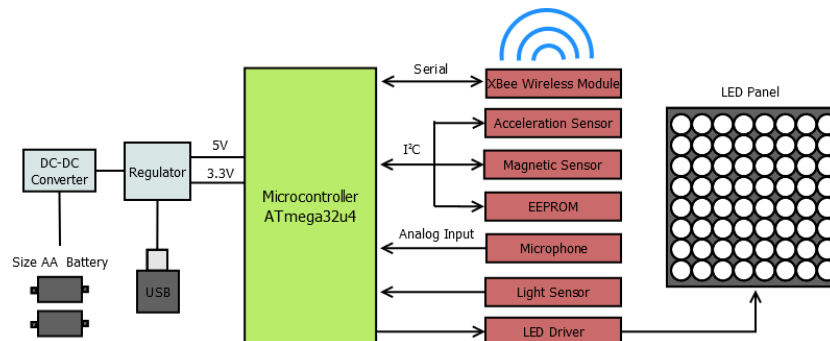 Serial
XBee Wireless Module
LED Panel
Acceleration Sensor
5V
I²C
DC-DC
Converter
Regulator
Magnetic Sensor
3.3V
Microcontroller
ATmega32u4
EEPROM
Analog Input
Microphone
Size AA Battery
USB
Light Sensor
LED Driver